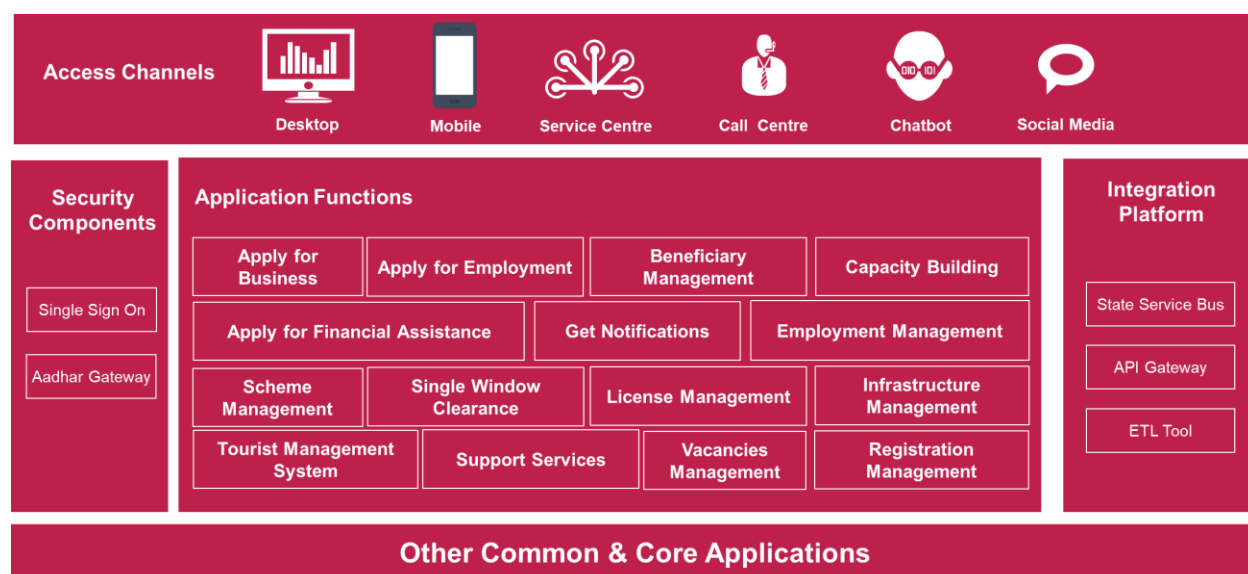 Access Channels
Desktop
Mobile
Service Centre
Call Centre
Chatbot
Social Media
Security
Components
Single Sign On
Aadhar Gateway
Application Functions
Apply for
Business
Apply for Employment
Beneficiary
Management
Capacity Building
Apply for Financial Assistance
Get Notifications
Employment Management
Scheme
Management
Single Window
Clearance
License Management
Infrastructure
Management
Tourist Management
System
Support Services
Vacancies
Management
Registration
Management
Integration
Platform
State Service Bus
API Gateway
ETL Tool
Other Common & Core Applications